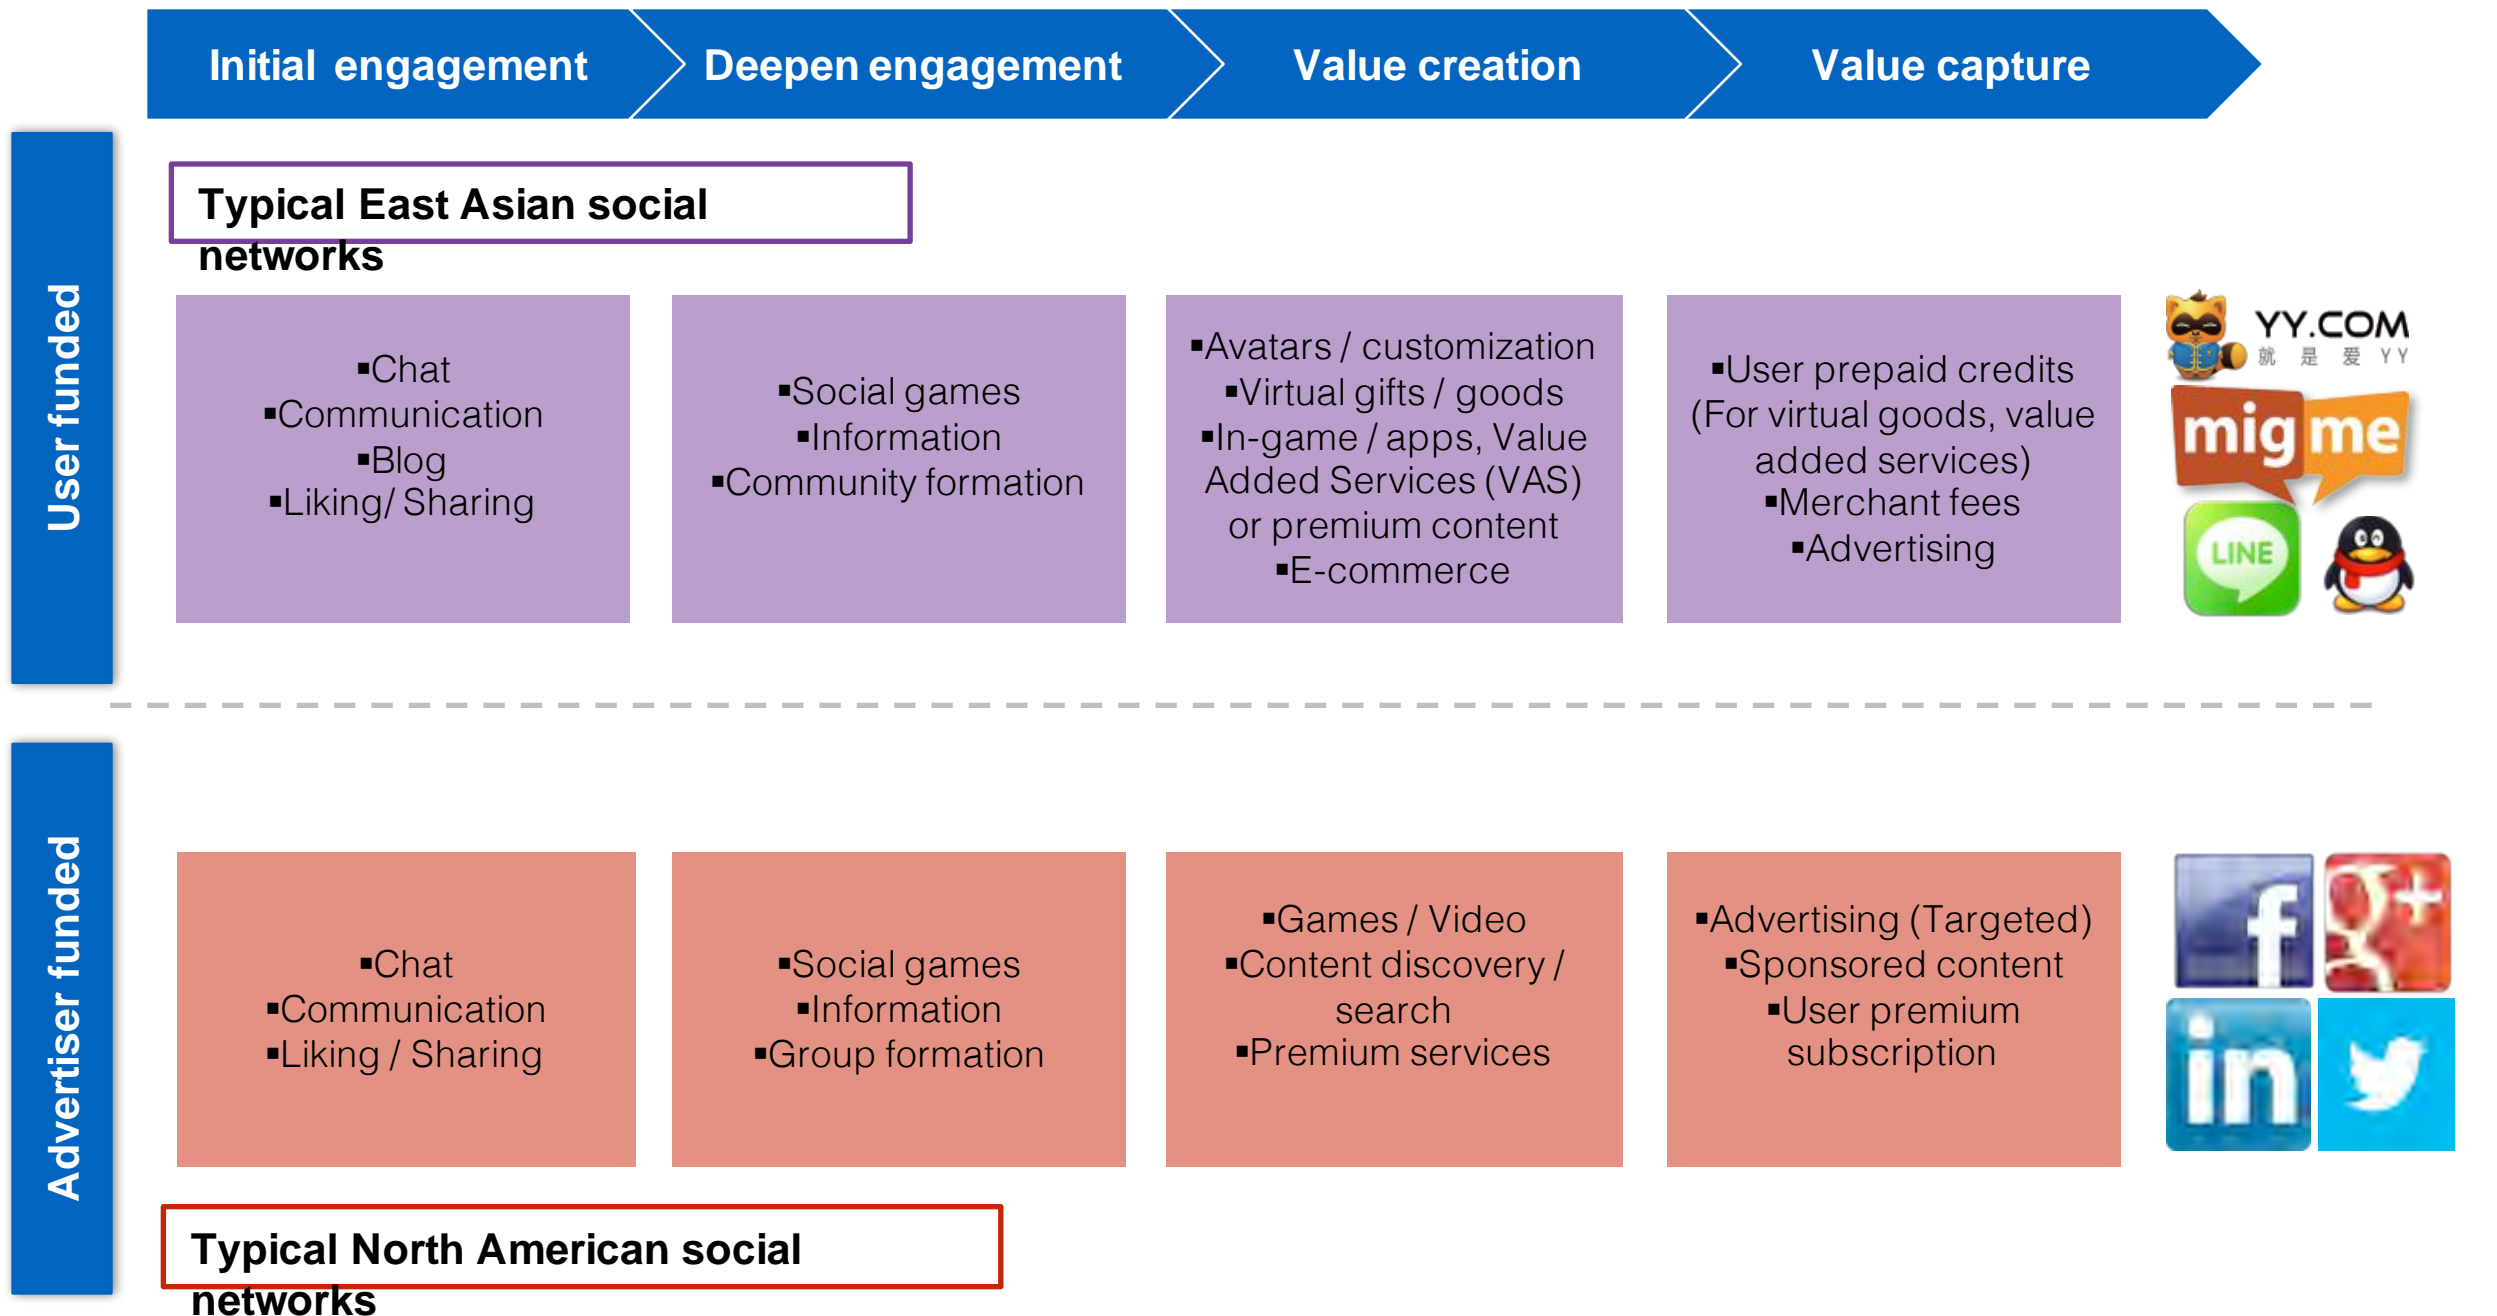 Initial engagement
Deepen engagement
Value creation
Value capture
User funded
Typical East Asian social
networks
▪Chat
▪Communication
▪Blog
▪Liking/ Sharing
▪Social games
▪Information
▪Community formation
▪Avatars / customization
▪Virtual gifts / goods
▪In-game / apps, Value
Added Services (VAS)
or premium content
▪E-commerce
▪User prepaid credits
(For virtual goods, value
added services)
▪Merchant fees
▪Advertising
YY.COM
就是爱YY
mig me
LINE
Advertiser funded
▪Chat
▪Communication
▪Liking / Sharing
▪Social games
▪Information
▪Group formation
▪Games / Video
▪Content discovery /
search
▪Premium services
▪Advertising (Targeted)
▪Sponsored content
▪User premium
subscription
f
g+
in
Typical North American social
networks